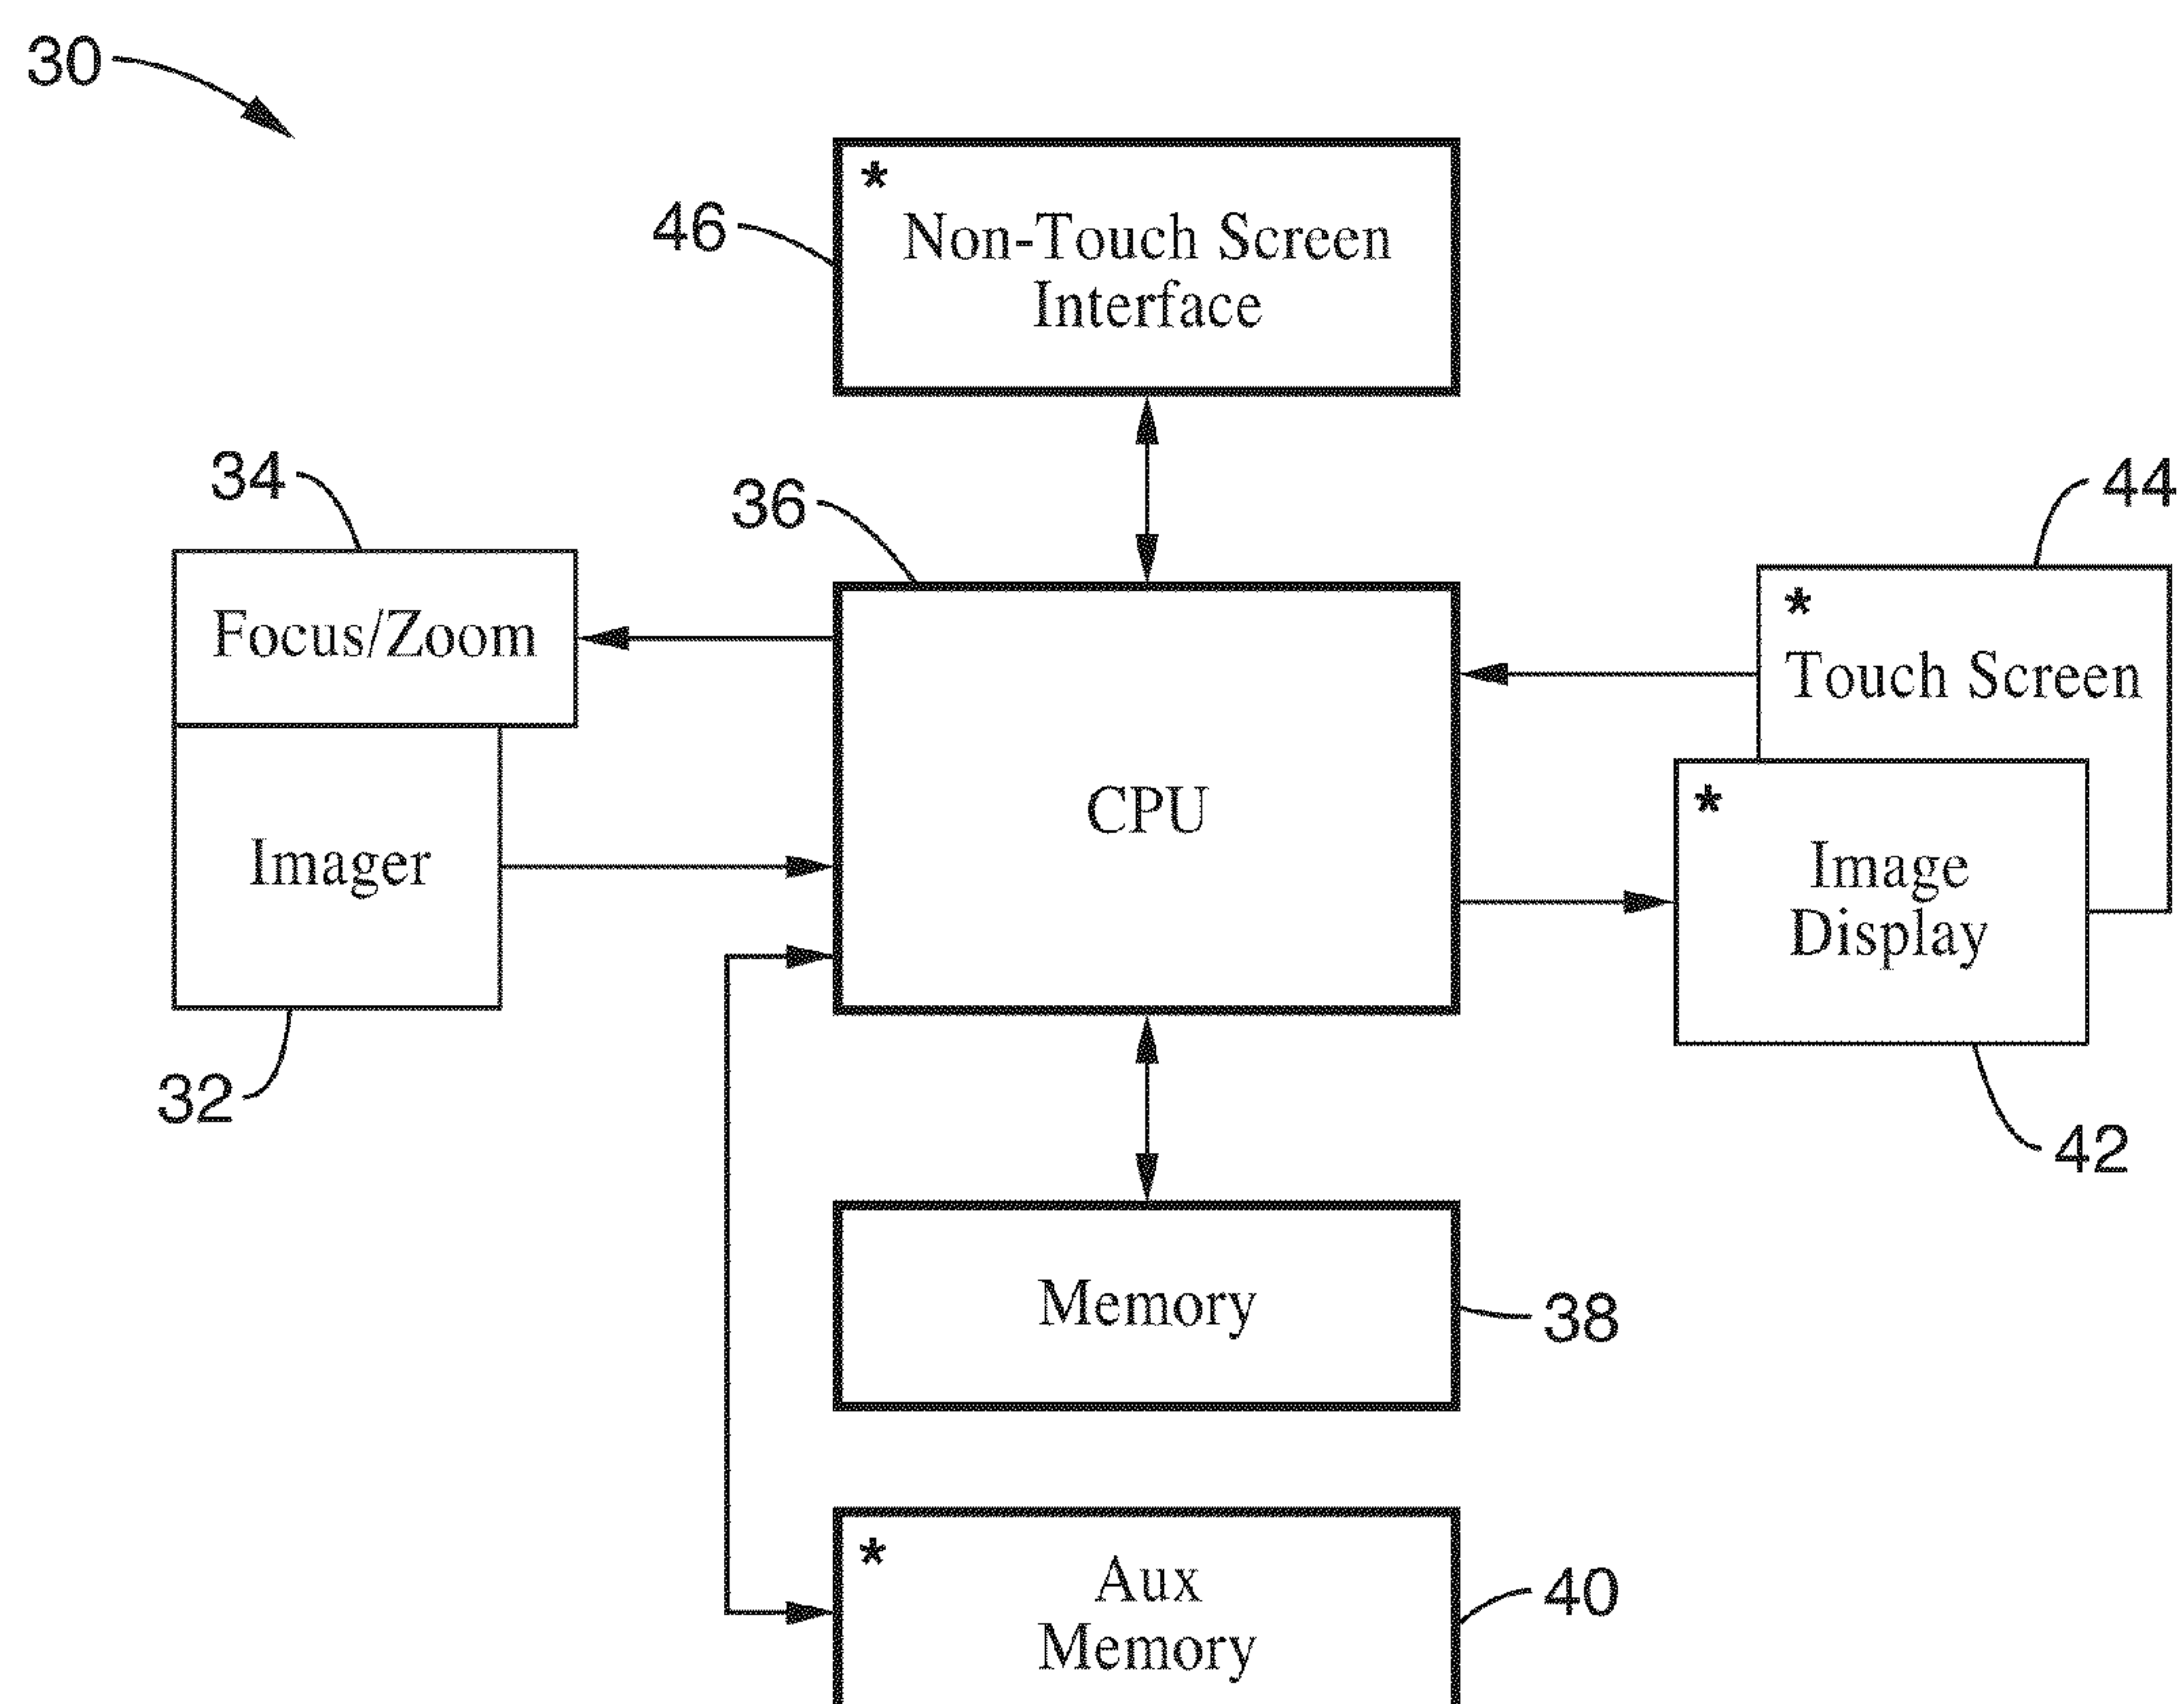 30
*
46
Non-Touch Screen
Interface
34
36
44
Focus/Zoom
*
Touch Screen
CPU
*
Imager
Image
Display
32
42
Memory
38
*
Aux
Memory
40